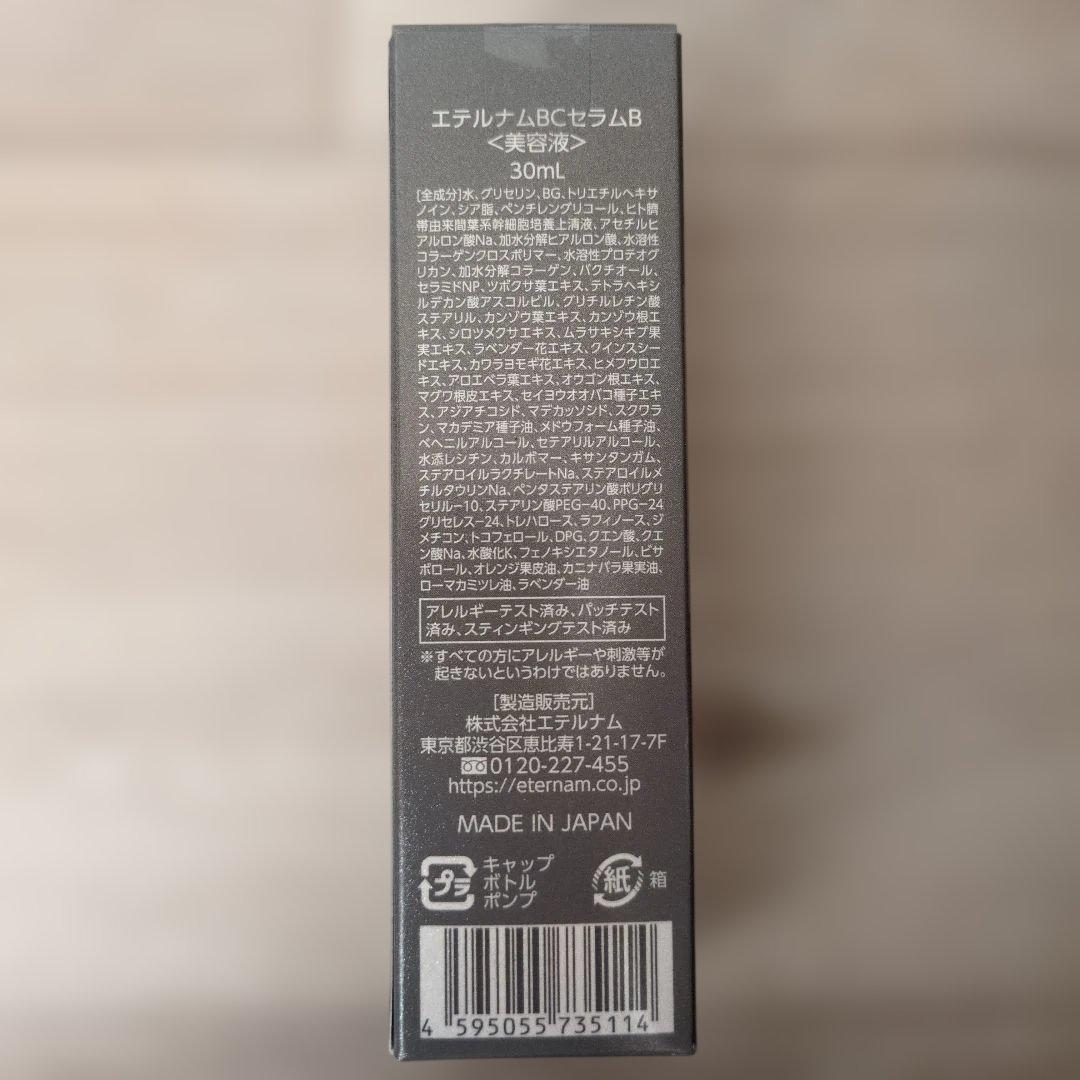 エテルナムBCセラムB
<美容液>
30mL
[全成分]水、グリセリン、BG、トリエチルヘキサ
ノイン、シア脂、ペンチレングリコール、ヒト臍
帯由来間葉系幹細胞培養上清液、アセチルヒ
アルロン酸Na、加水分解ヒアルロン酸、水溶性
コラーゲンクロスポリマー、水溶性プロテオグ
リカン、加水分解コラーゲン、バクチオール、
セラミドNP、ツボクサ葉エキス、テトラヘキシ
ルデカン酸アスコルビル、グリチルレチン酸
ステアリル、カンゾウ葉エキス、カンゾウ根エ
キス、シロツメクサエキス、ムラサキシキブ果
実エキス、ラベンダー花エキス、クインスシー
ドエキス、カワラヨモギ花エキス、ヒメフウロエ
キス、アロエベラ葉エキス、オウゴン根エキス、
マグワ根皮エキス、セイヨウオオバコ種子エキ
ス、アジアチコシド、マデカッソシド、スクワラ
ン、マカデミア種子油、メドウフォーム種子油、
ベヘニルアルコール、セテアリルアルコール、
水添レシチン、カルボマー、キサンタンガム、
ステアロイルラクチレートNa、ステアロイルメ
チルタウリンNa、ペンタステアリン酸ポリグリ
セリル-10、ステアリン酸PEG-40、PPG-24
グリセレス-24、トレハロース、ラフィノース、ジ
メチコン、トコフェロール、DPG、クエン酸、クエ
ン酸Na、水酸化K、フェノキシエタノール、ビサ
ボロール、オレンジ果皮油、カニナバラ果実油、
ローマカミツレ油、ラベンダー油
アレルギーテスト済み、パッチテスト
済み、スティンギングテスト済み
※すべての方にアレルギーや刺激等が
起きないというわけではありません。
[製造販売元]
株式会社エテルナム
東京都渋谷区恵比寿1-21-17-7F
0120-227-455
https://eternam.co.jp
MADE IN JAPAN
プラ
キャップ
ボトル
ポンプ
紙 箱
4 595055 735114